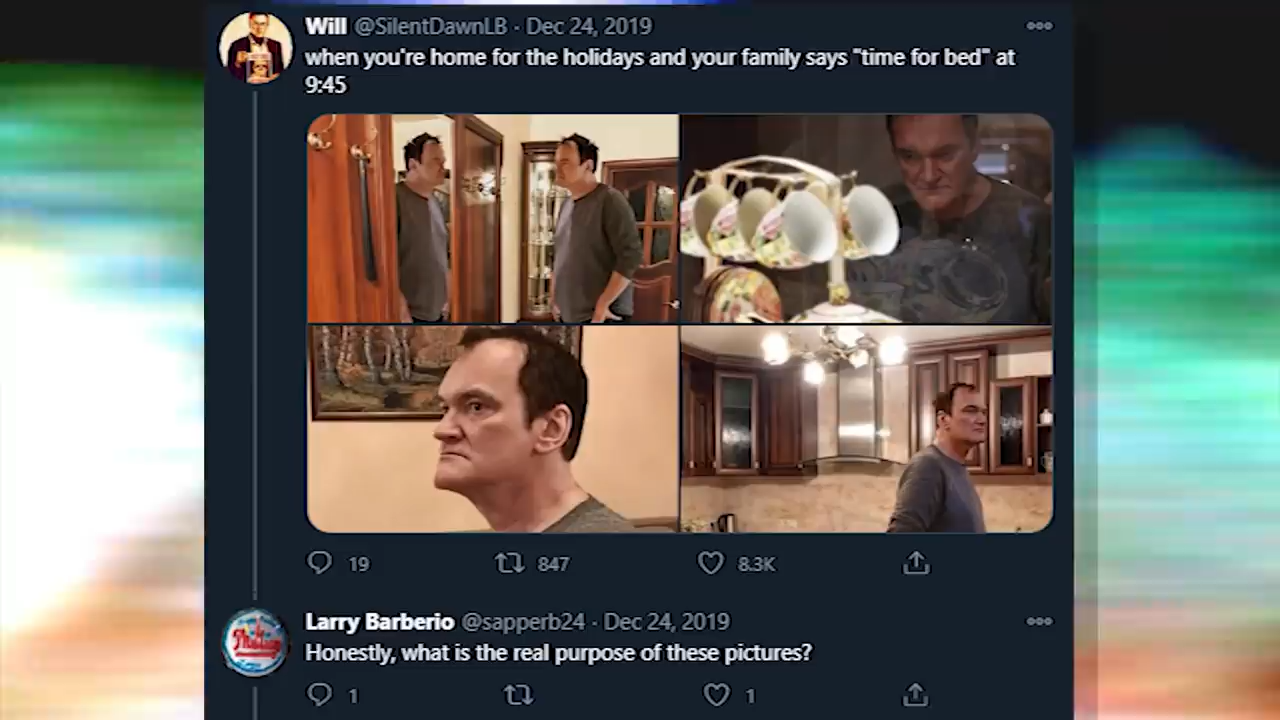 Will @SilentDawnLB · Dec 24, 2019
when you're home for the holidays and your family says "time for bed" at
9:45
19 847 8.3K
Larry Barberio @sapperb24 · Dec 24, 2019
Honestly, what is the real purpose of these pictures?
1 1